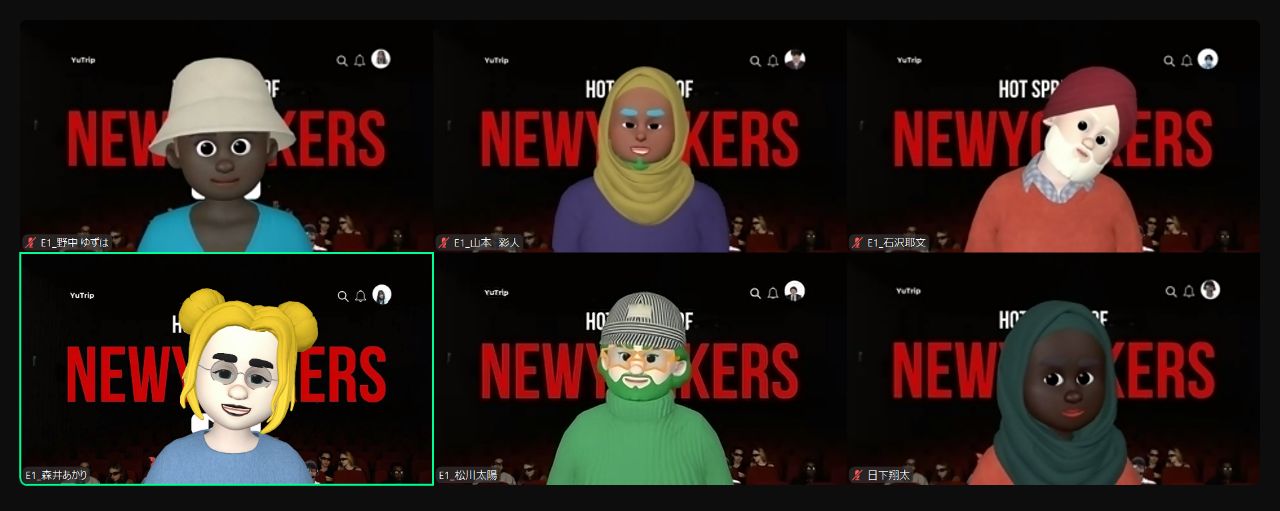 YuTrip
OF
NEWY KERS
E1_野中 ゆずは
YuTrip
HOT OF
NEWY KERS
E1_山本 彩人
YuTrip
HOT SPR
NEWYO KERS
E1_石沢耶文
YuTrip
H
NEWY ERS
E1_森井あかり
YuTrip
HOT OF
NEWY KERS
E1_松川太陽
YuTrip
HOT OF
NEWY KERS
日下翔太